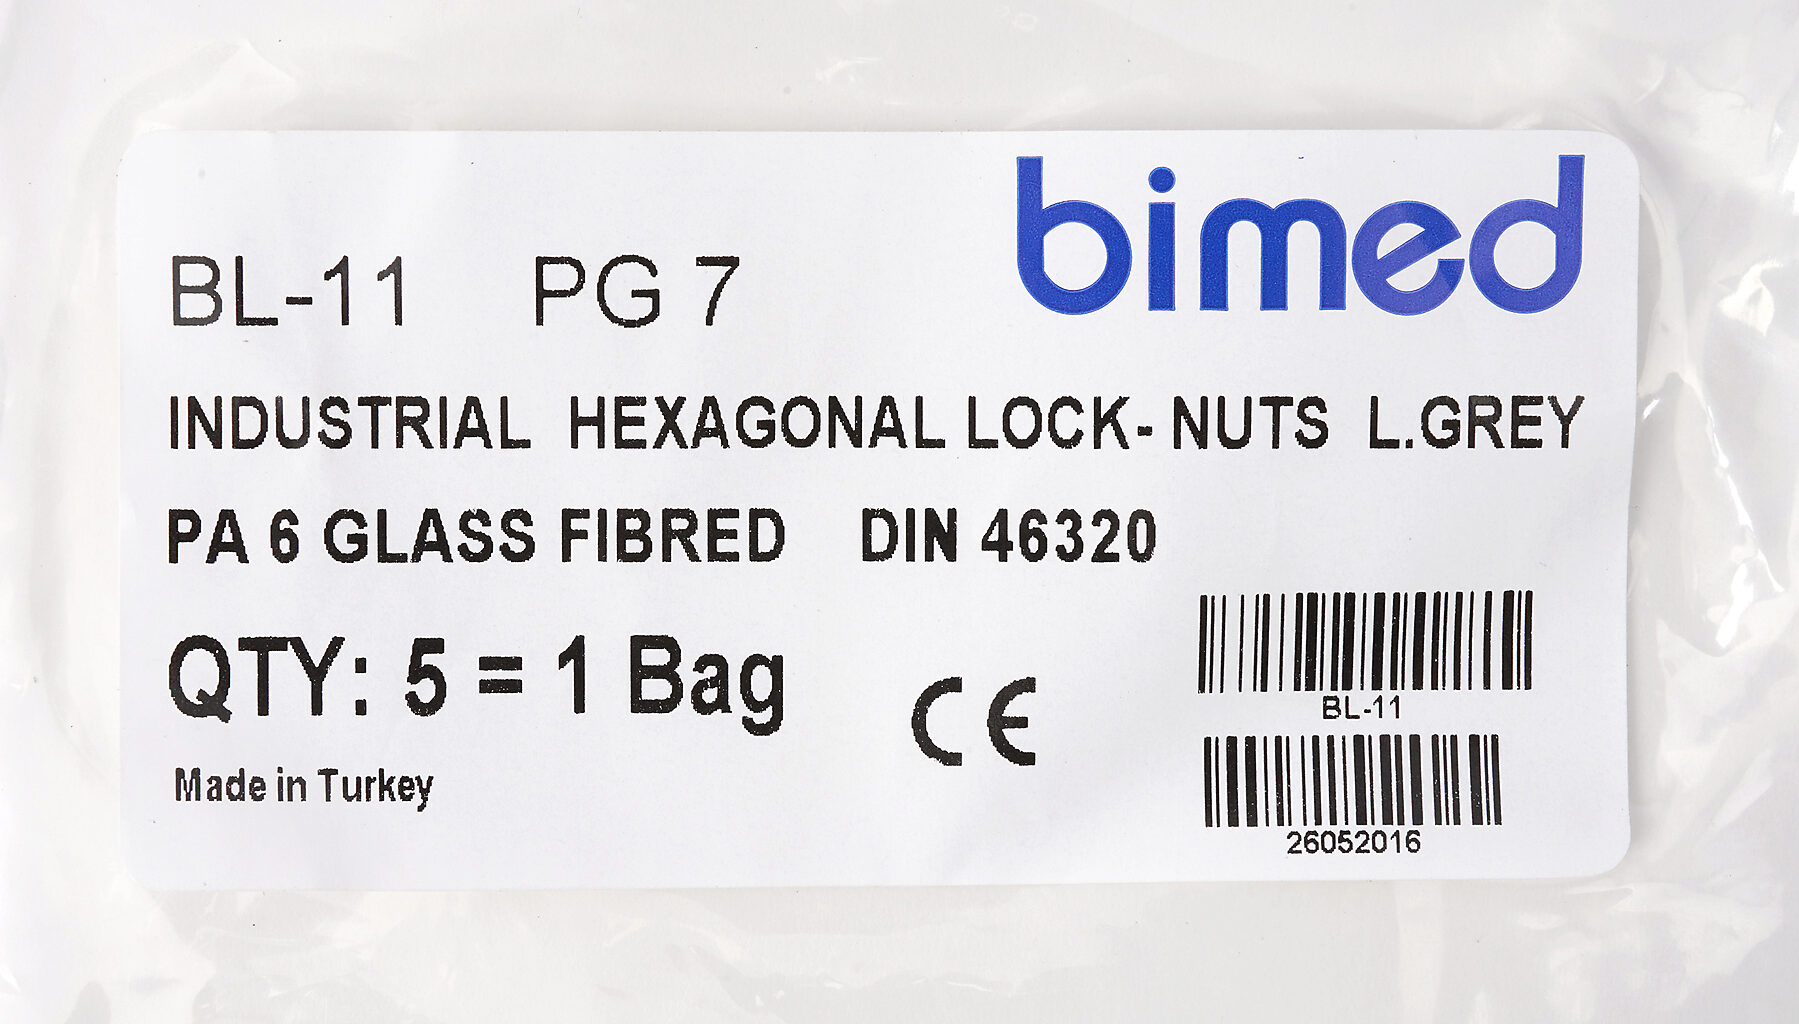 bimed
BL-11 PG 7
INDUSTRIAL HEXAGONAL LOCK- NUTS L.GREY
PA 6 GLASS FIBRED DIN 46320
QTY: 5 = 1 Bag
CE
BL-11
Made in Turkey
26052016